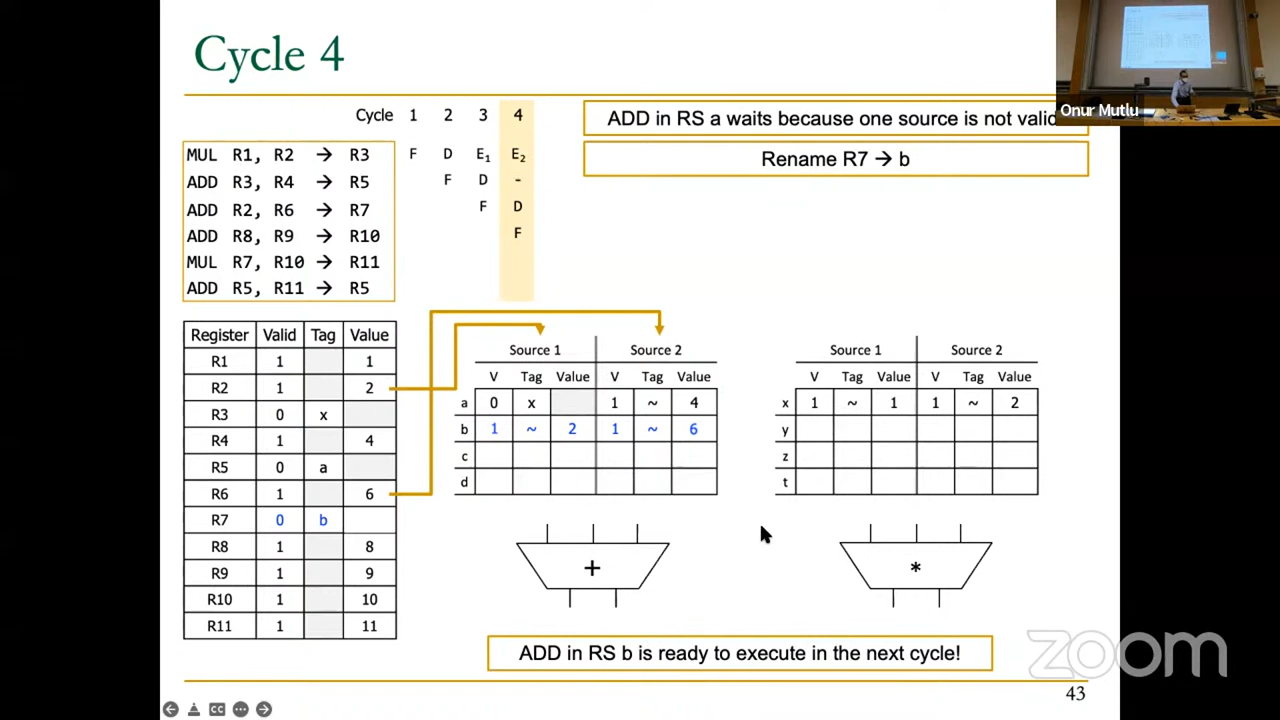 Cycle 4
Onur Mutlu
Cycle 1 2 3 4
ADD in RS a waits because one source is not valid
Rename R7 → b
MUL R1, R2 → R3 F D E₁ E₂
ADD R3, R4 → R5 F D -
ADD R2, R6 → R7 F D
ADD R8, R9 → R10 F
MUL R7, R10 → R11
ADD R5, R11 → R5
Register Valid Tag Value
R1 1 1
R2 1 2
R3 0 x
R4 1 4
R5 0 a
R6 1 6
R7 0 b
R8 1 8
R9 1 9
R10 1 10
R11 1 11
Source 1 Source 2
V Tag Value V Tag Value
a 0 x 1 ~ 4
b 1 ~ 2 1 ~ 6
c
d
+
Source 1 Source 2
V Tag Value V Tag Value
x 1 ~ 1 1 ~ 2
y
z
t
*
ADD in RS b is ready to execute in the next cycle!
zoom
43
CC